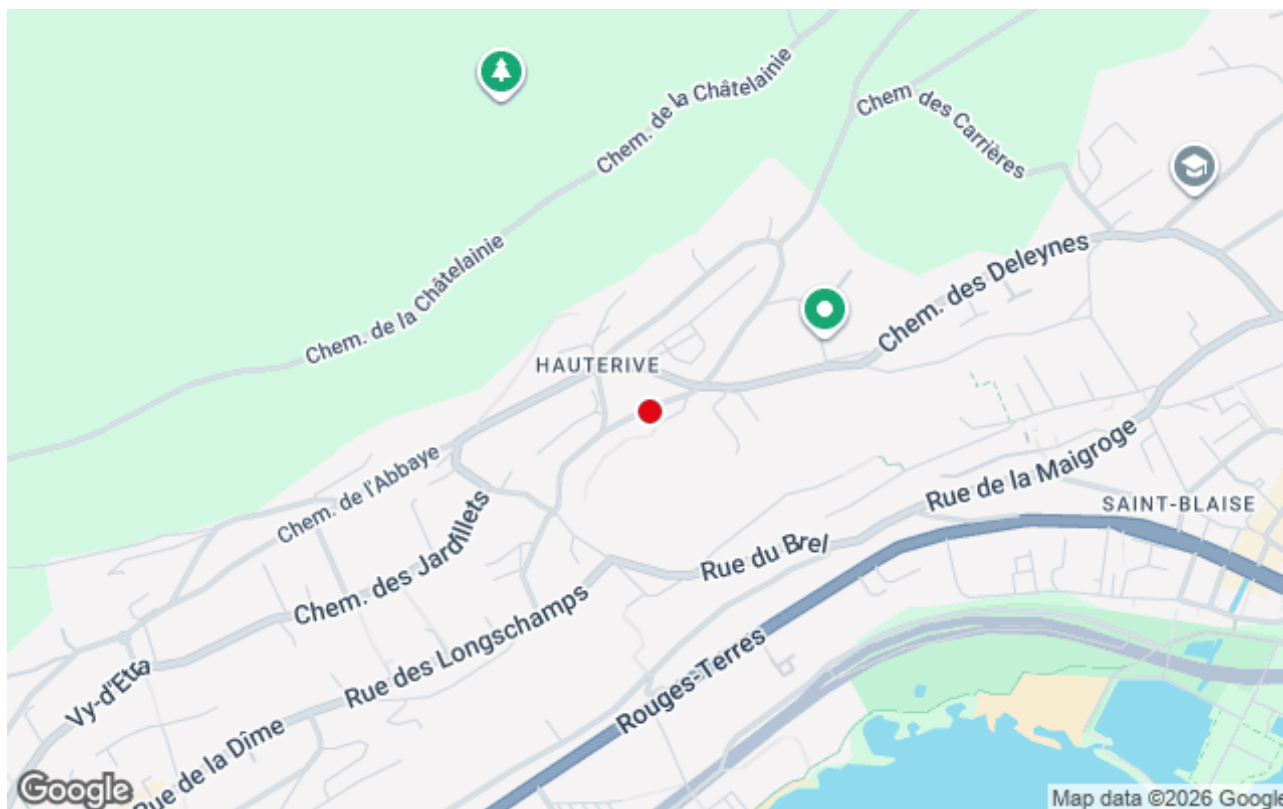 Chem. de la Châtelainie
Chem des Carrières
Chem. de la Châtelainie
Chem. des Deleynes
HAUTERIVE
Chem. de l'Abbaye
Rue de la Maigroge
SAINT-BLAISE
Chem. des Jardillets
Rue du Brel
Rue des Longschamps
Rouges-Terres
Vy-d'Etra
Rue de la Dîme
Google
Map data ©2026 Google